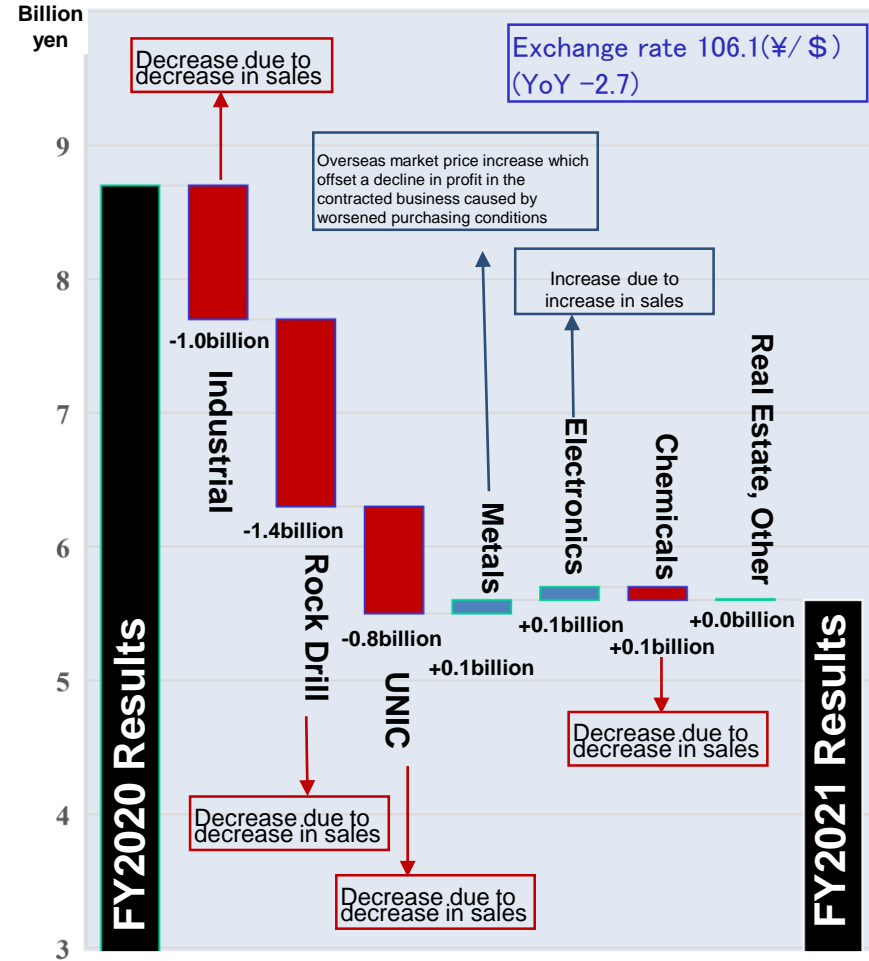 Billion
yen
Decrease due to
decrease in sales
Exchange rate 106.1(¥/＄)
(YoY −2.7)
9
Overseas market price increase which
offset a decline in profit in the
contracted business caused by
worsened purchasing conditions
8
Increase due to
increase in sales
-1.0billion
Industrial
7
-1.4billion
Rock Drill
6
-0.8billion
UNIC
Metals
+0.1billion
Electronics
+0.1billion
Chemicals
+0.1billion
Real Estate, Other
+0.0billion
5
Decrease due to
decrease in sales
4
Decrease due to
decrease in sales
Decrease due to
decrease in sales
3
FY2020 Results
FY2021 Results